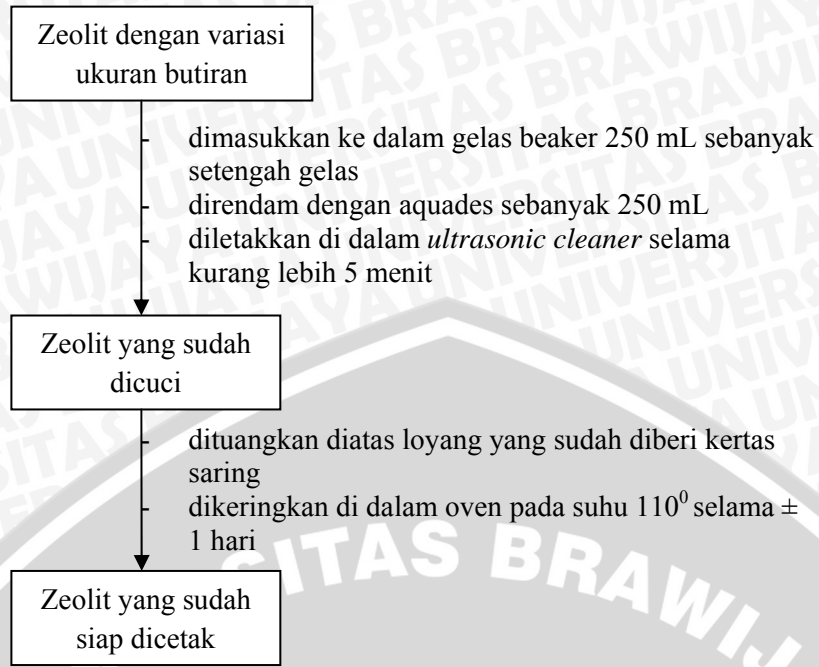 Zeolit dengan variasi
ukuran butiran
- dimasukkan ke dalam gelas beaker 250 mL sebanyak
setengah gelas
- direndam dengan aquades sebanyak 250 mL
- diletakkan di dalam ultrasonic cleaner selama
kurang lebih 5 menit
Zeolit yang sudah
dicuci
- dituangkan diatas loyang yang sudah diberi kertas
saring
- dikeringkan di dalam oven pada suhu 110⁰ selama ±
1 hari
SITAS BRAWIJ
Zeolit yang sudah
siap dicetak